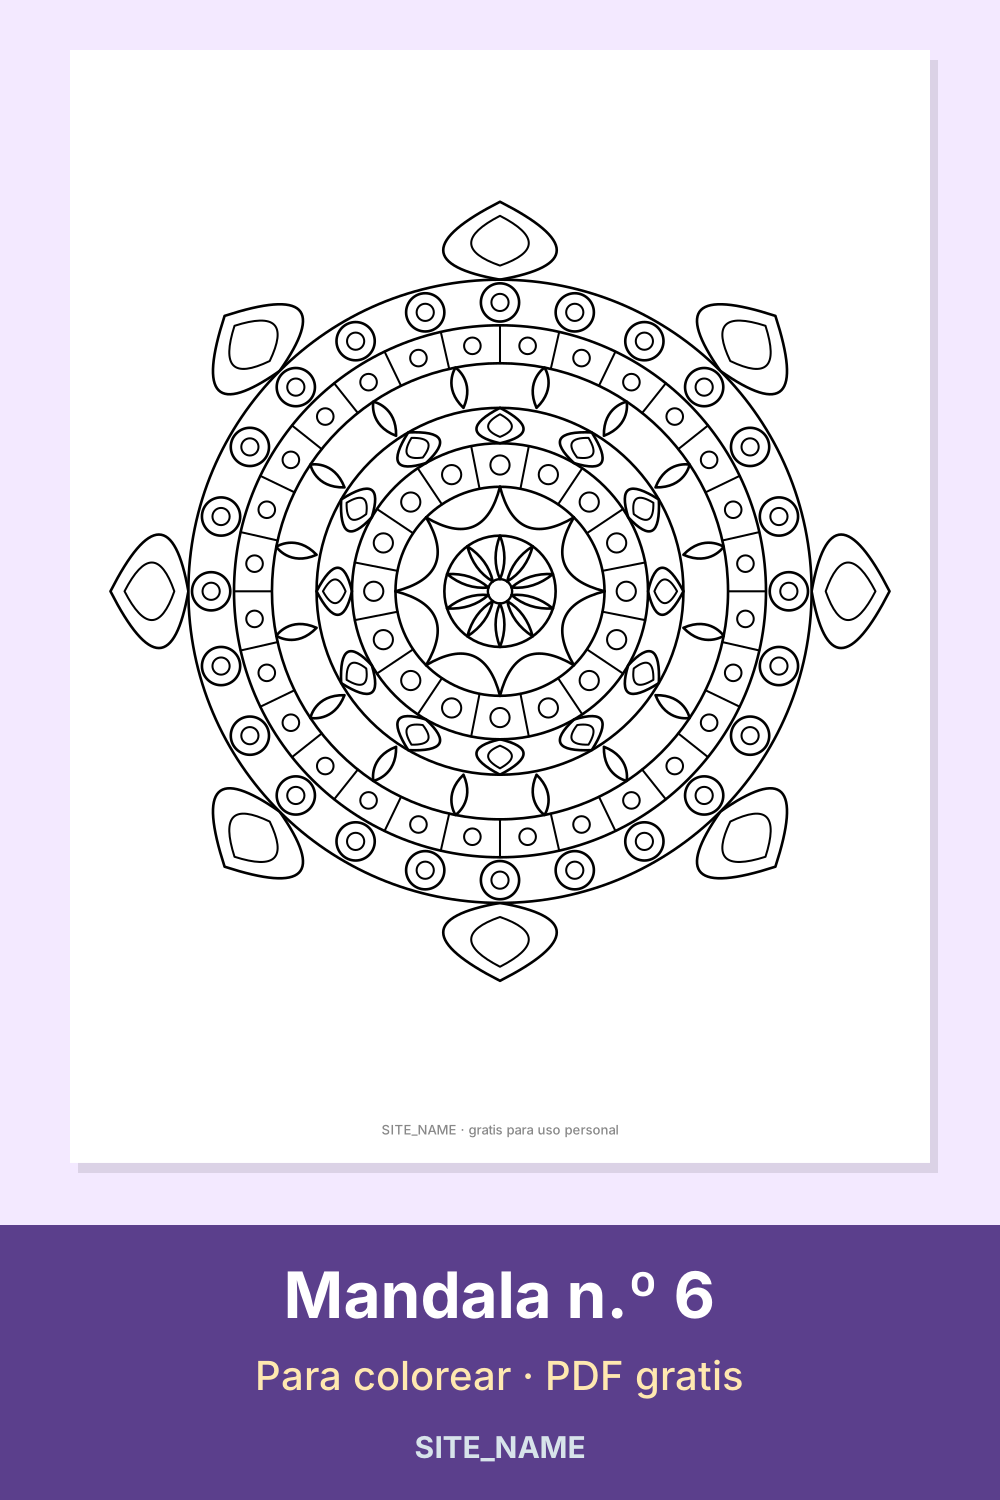 SITE_NAME · gratis para uso personal
Mandala n.º 6
Para colorear · PDF gratis
SITE_NAME